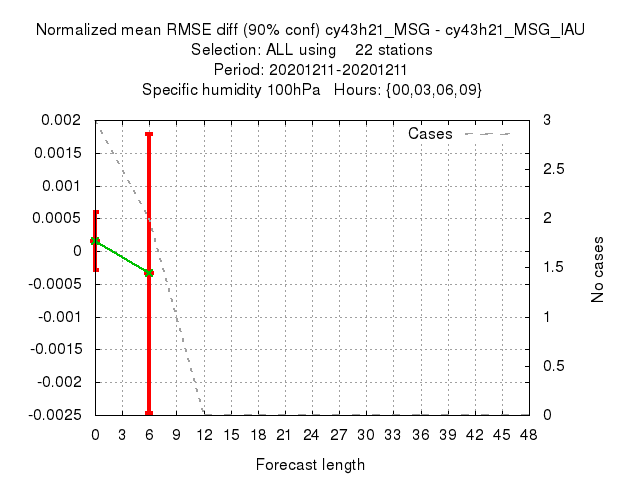 Normalized mean RMSE diff (90% conf) cy43h21_MSG - cy43h21_MSG_IAU
Selection: ALL using    22 stations
Period: 20201211-20201211
Specific humidity 100hPa   Hours: {00,03,06,09}
Cases
0.002
0.0015
0.001
0.0005
0
-0.0005
-0.001
-0.0015
-0.002
-0.0025
3
2.5
2
1.5
1
0.5
0
No cases
0 3 6 9 12 15 18 21 24 27 30 33 36 39 42 45 48
Forecast length